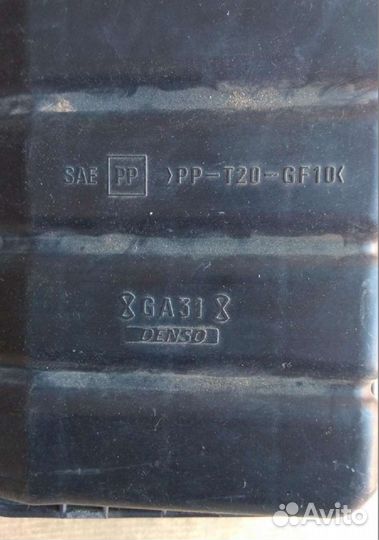 SAE PP >PP-T20-GF10<
GA31
DENSO
Avito